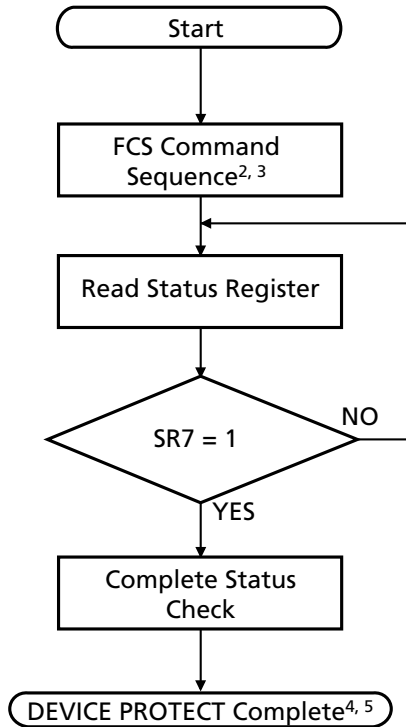 Start
FCS Command
Sequence2, 3
Read Status Register
SR7 = 1
NO
YES
Complete Status
Check
DEVICE PROTECT Complete4, 5